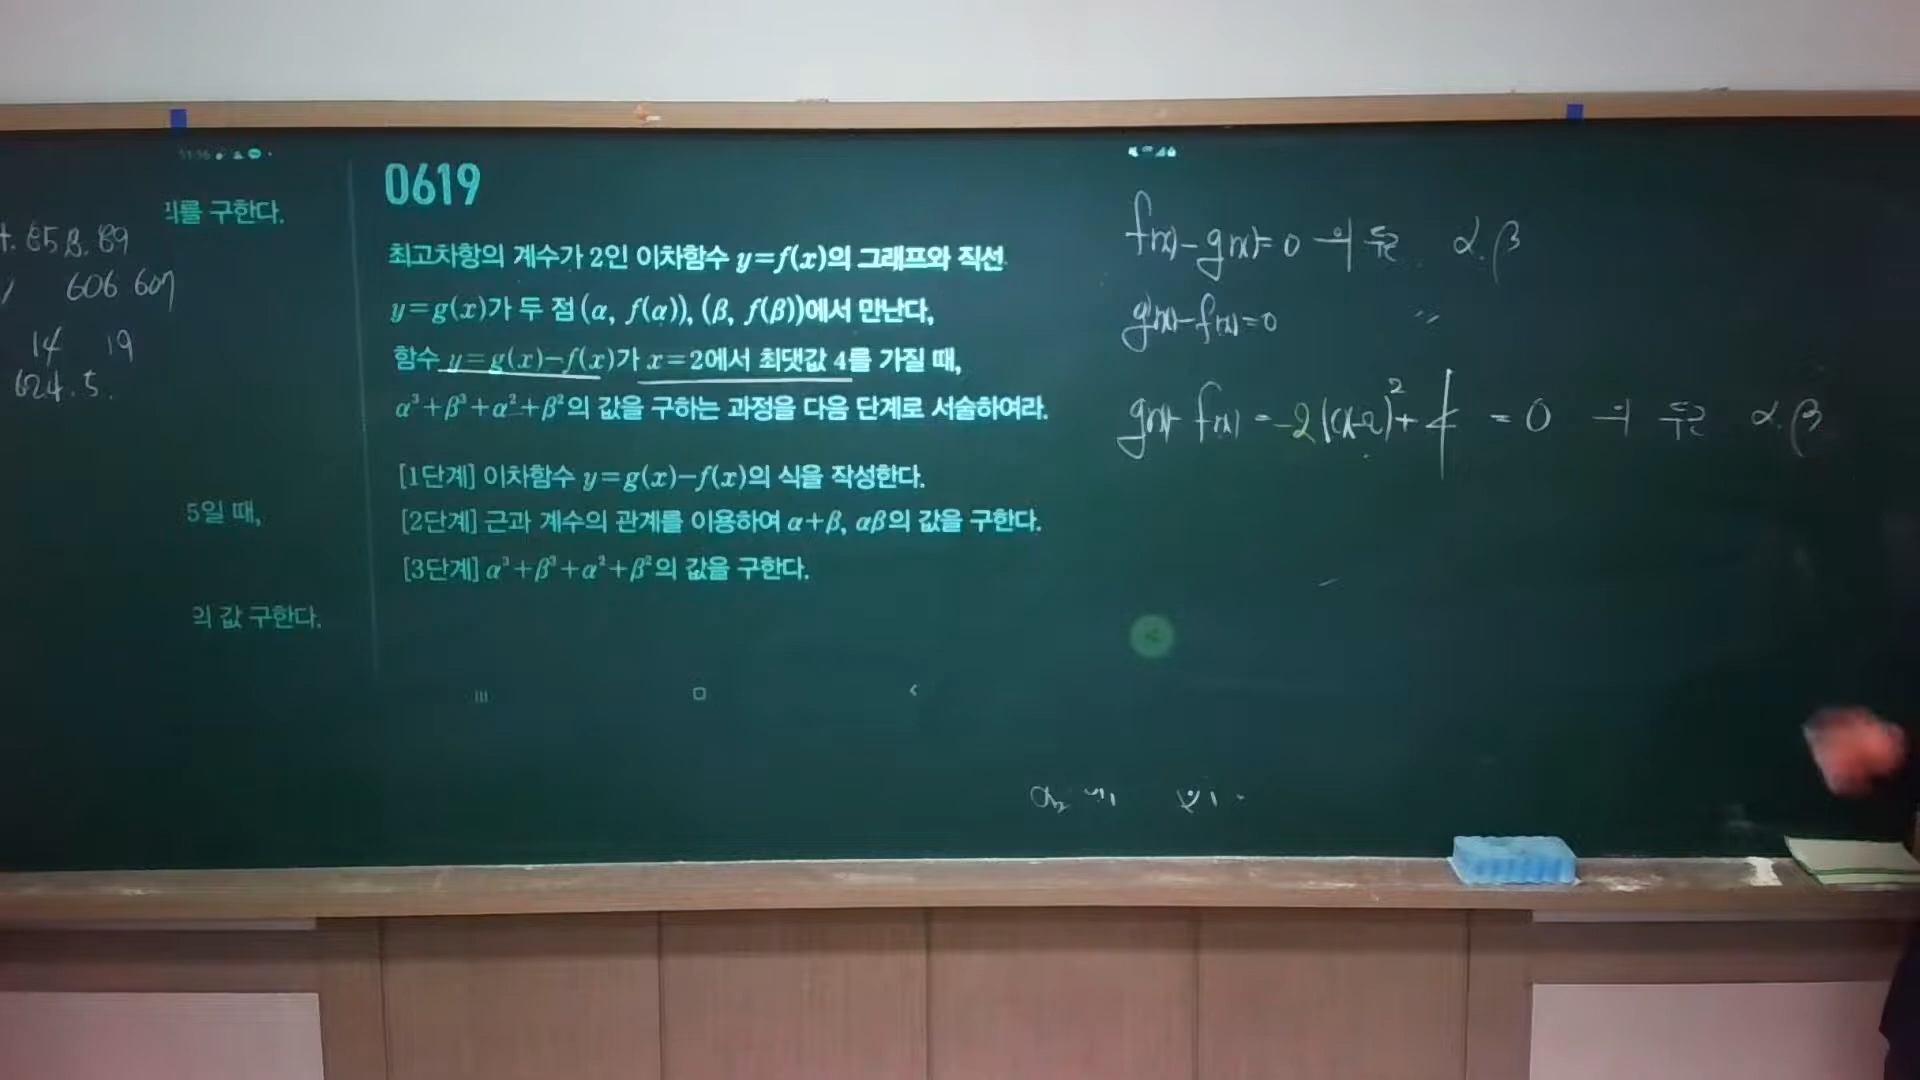 11:36
리를 구한다.
65 B. 69
606 607
14 19
624. 5.
5일 때,
의 값 구한다.
0619
최고차항의 계수가 2인 이차함수 y=f(x)의 그래프와 직선
y=g(x)가 두 점 (α, f(α)), (β, f(β))에서 만난다,
함수 y=g(x)-f(x)가 x=2에서 최댓값 4를 가질 때,
α³+β³+α²+β²의 값을 구하는 과정을 다음 단계로 서술하여라.
[1단계] 이차함수 y=g(x)-f(x)의 식을 작성한다.
[2단계] 근과 계수의 관계를 이용하여 α+β, αβ의 값을 구한다.
[3단계] α³+β³+α²+β²의 값을 구한다.
f(x)-g(x)=0 의 두근 α.β
g(x)-f(x)=0 〃
g(x)-f(x)=-2(x-2)²+4 = 0 의 두근 α.β